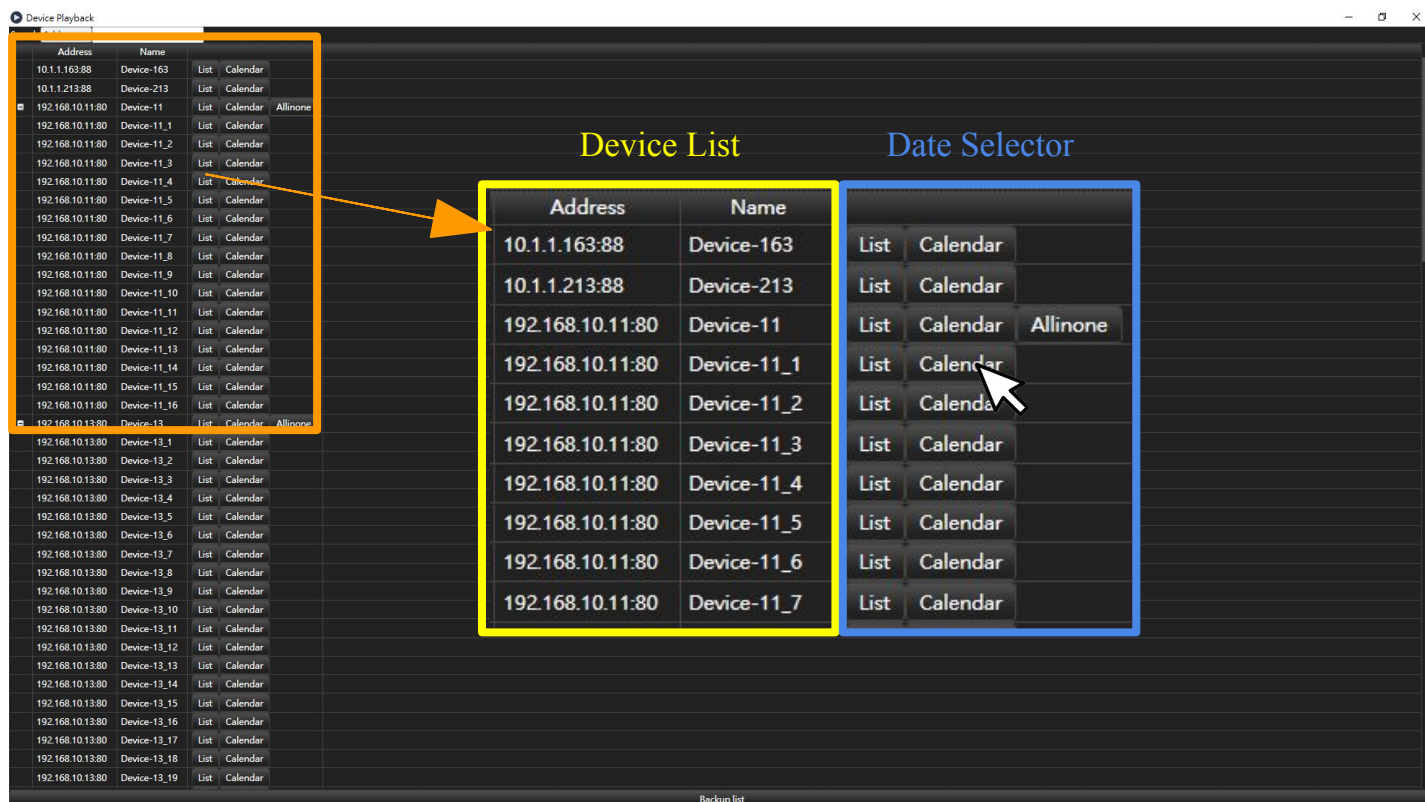 Device Playback
Address Name
10.1.1.163:88 Device-163 List Calendar
10.1.1.213:88 Device-213 List Calendar
192.168.10.11:80 Device-11 List Calendar Allinone
192.168.10.11:80 Device-11_1 List Calendar
192.168.10.11:80 Device-11_2 List Calendar
192.168.10.11:80 Device-11_3 List Calendar
192.168.10.11:80 Device-11_4 List Calendar
192.168.10.11:80 Device-11_5 List Calendar
192.168.10.11:80 Device-11_6 List Calendar
192.168.10.11:80 Device-11_7 List Calendar
192.168.10.11:80 Device-11_8 List Calendar
192.168.10.11:80 Device-11_9 List Calendar
192.168.10.11:80 Device-11_10 List Calendar
192.168.10.11:80 Device-11_11 List Calendar
192.168.10.11:80 Device-11_12 List Calendar
192.168.10.11:80 Device-11_13 List Calendar
192.168.10.11:80 Device-11_14 List Calendar
192.168.10.11:80 Device-11_15 List Calendar
192.168.10.11:80 Device-11_16 List Calendar
192.168.10.13:80 Device-13 List Calendar Allinone
192.168.10.13:80 Device-13_1 List Calendar
192.168.10.13:80 Device-13_2 List Calendar
192.168.10.13:80 Device-13_3 List Calendar
192.168.10.13:80 Device-13_4 List Calendar
192.168.10.13:80 Device-13_5 List Calendar
192.168.10.13:80 Device-13_6 List Calendar
192.168.10.13:80 Device-13_7 List Calendar
192.168.10.13:80 Device-13_8 List Calendar
192.168.10.13:80 Device-13_9 List Calendar
192.168.10.13:80 Device-13_10 List Calendar
192.168.10.13:80 Device-13_11 List Calendar
192.168.10.13:80 Device-13_12 List Calendar
192.168.10.13:80 Device-13_13 List Calendar
192.168.10.13:80 Device-13_14 List Calendar
192.168.10.13:80 Device-13_15 List Calendar
192.168.10.13:80 Device-13_16 List Calendar
192.168.10.13:80 Device-13_17 List Calendar
192.168.10.13:80 Device-13_18 List Calendar
192.168.10.13:80 Device-13_19 List Calendar
Device List Date Selector
Address Name
10.1.1.163:88 Device-163 List Calendar
10.1.1.213:88 Device-213 List Calendar
192.168.10.11:80 Device-11 List Calendar Allinone
192.168.10.11:80 Device-11_1 List Calendar
192.168.10.11:80 Device-11_2 List Calendar
192.168.10.11:80 Device-11_3 List Calendar
192.168.10.11:80 Device-11_4 List Calendar
192.168.10.11:80 Device-11_5 List Calendar
192.168.10.11:80 Device-11_6 List Calendar
192.168.10.11:80 Device-11_7 List Calendar
Backup list